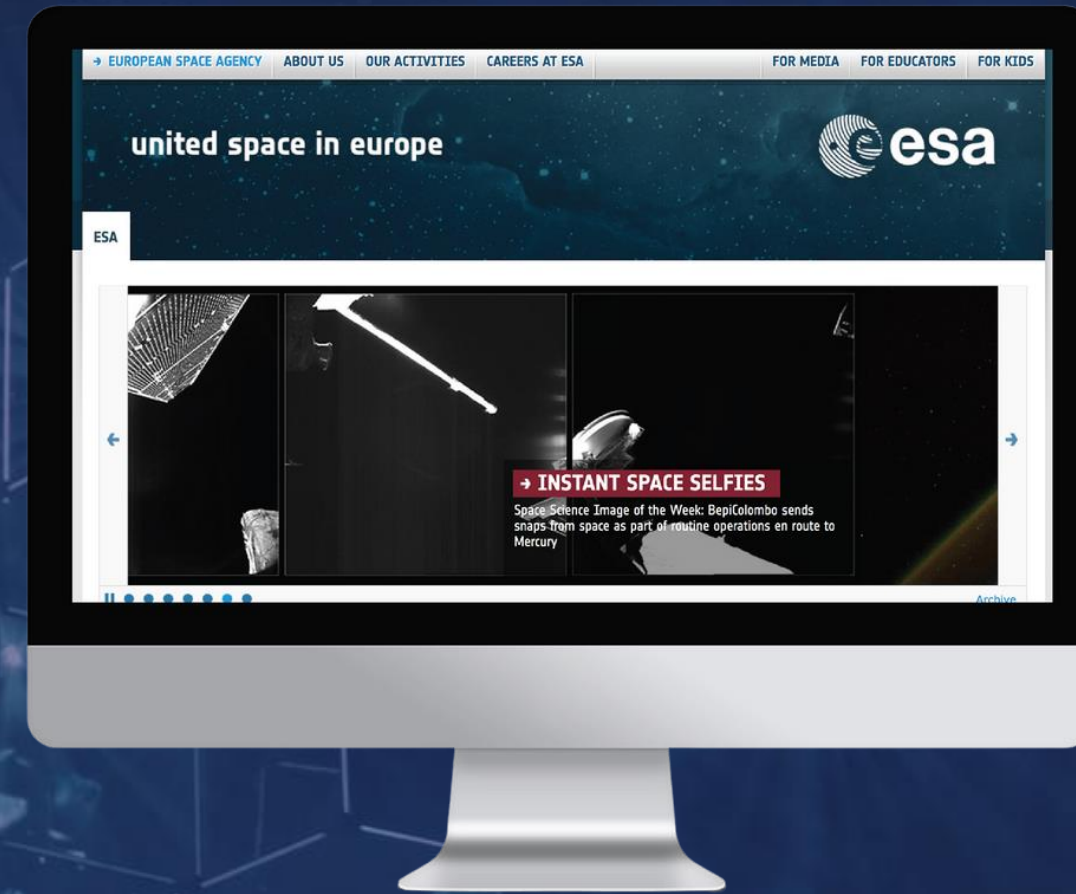 → EUROPEAN SPACE AGENCY ABOUT US OUR ACTIVITIES CAREERS AT ESA FOR MEDIA FOR EDUCATORS FOR KIDS
united space in europe
esa
ESA
→ INSTANT SPACE SELFIES
Space Science Image of the Week: BepiColombo sends
snaps from space as part of routine operations en route to
Mercury
Archive